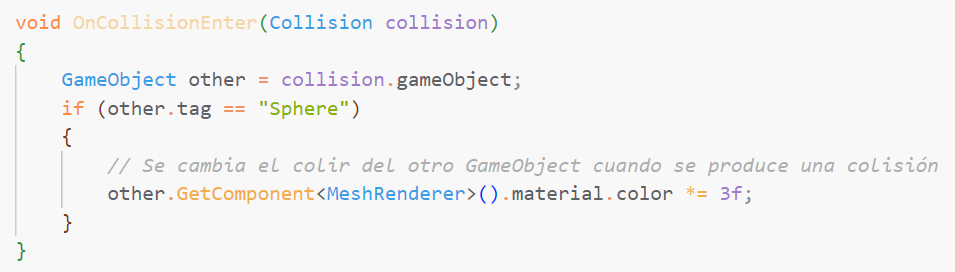 void OnCollisionEnter(Collision collision)
{
GameObject other = collision.gameObject;
if (other.tag == "Sphere")
{
// Se cambia el colir del otro GameObject cuando se produce una colisión
other.GetComponent<MeshRenderer>().material.color *= 3f;
}
}